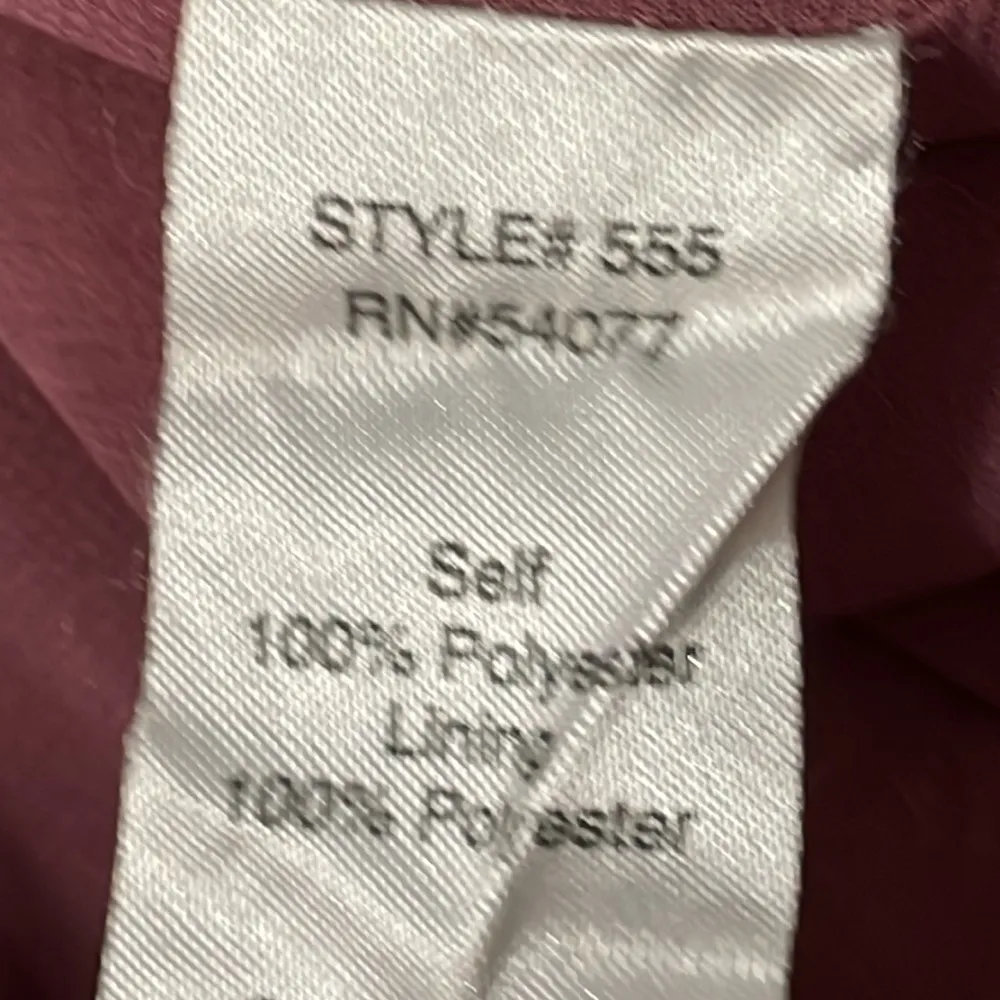 STYLE# 555
RN#54077
Self
100% Polyester
Lining
100% Polyester